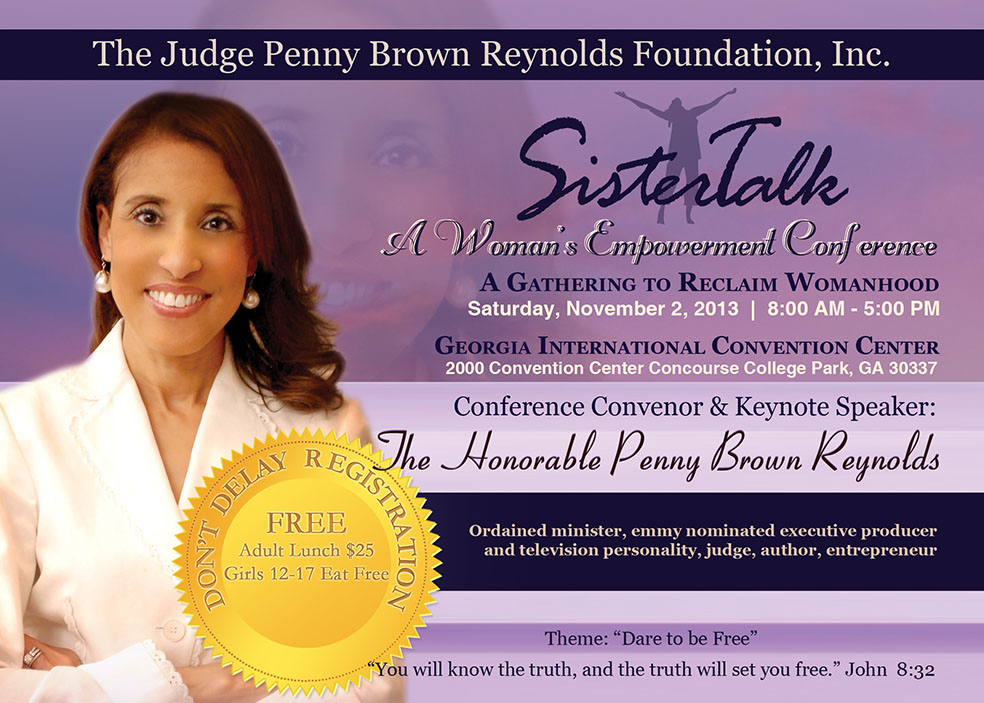 The Judge Penny Brown Reynolds Foundation, Inc.
SisterTalk
A Woman's Empowerment Conference
A Gathering to Reclaim Womanhood
Saturday, November 2, 2013 | 8:00 AM - 5:00 PM
Georgia International Convention Center
2000 Convention Center Concourse College Park, GA 30337
Conference Convenor & Keynote Speaker:
The Honorable Penny Brown Reynolds
DON'T DELAY REGISTRATION
FREE
Adult Lunch $25
Girls 12-17 Eat Free
Ordained minister, emmy nominated executive producer
and television personality, judge, author, entrepreneur
Theme: “Dare to be Free”
“You will know the truth, and the truth will set you free.” John 8:32